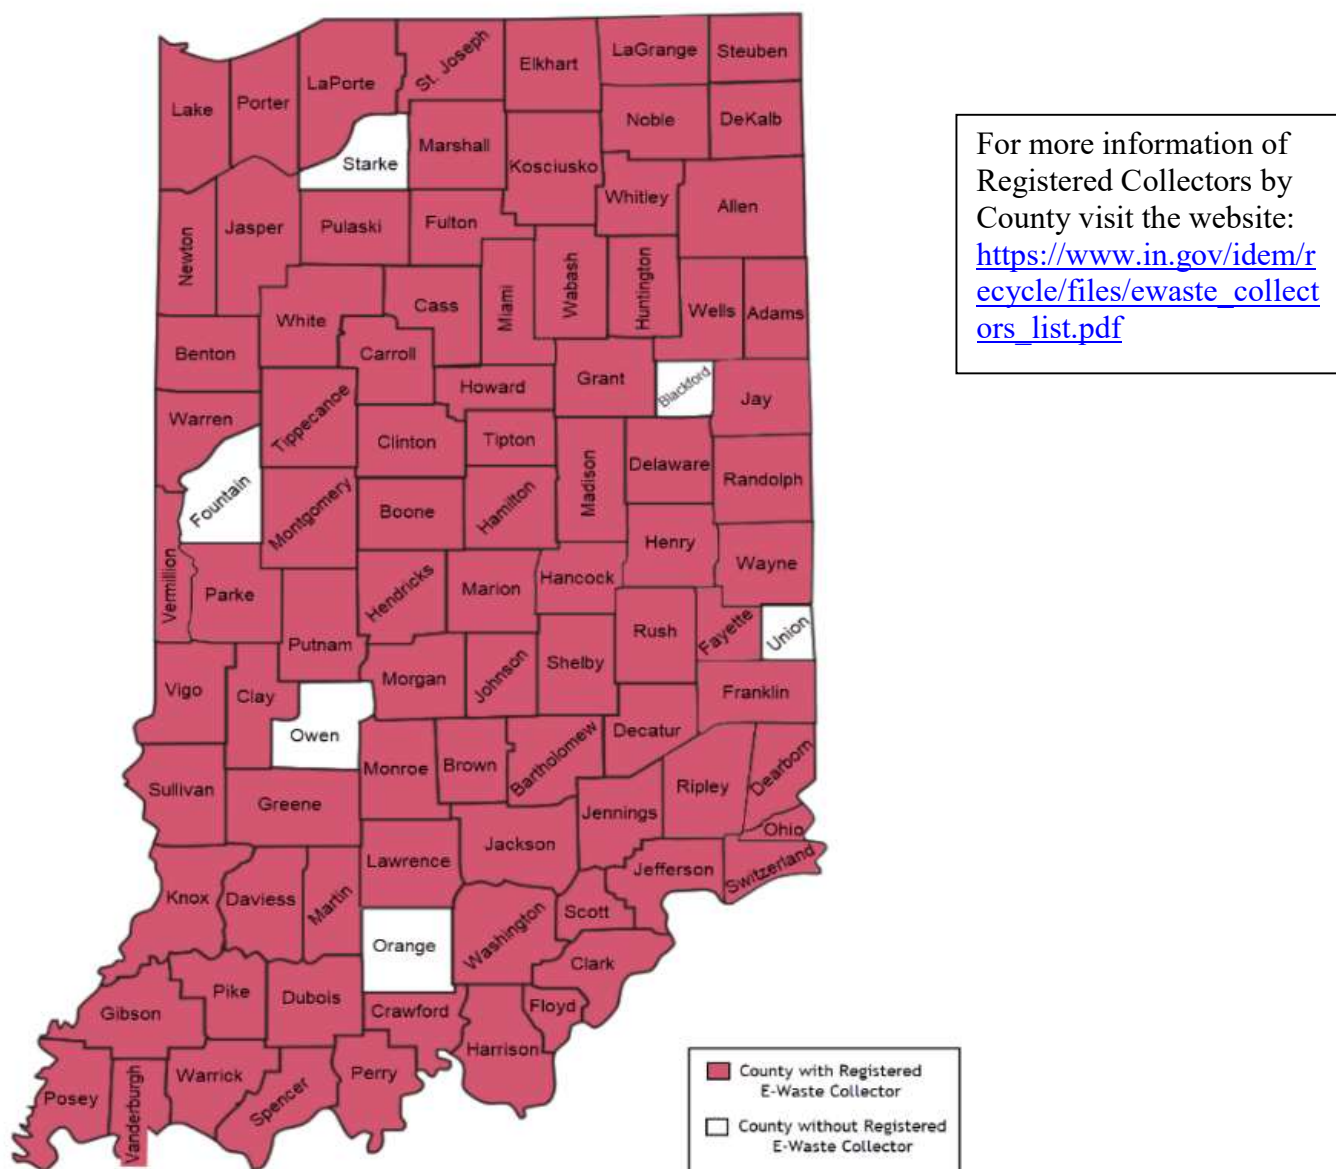 St. Joseph
LaGrange
Steuben
Elkhart
LaPorte
Lake
Porter
Noble
DeKalb
Marshall
Starke
Kosciusko
Whitley
Allen
Newton
Jasper
Pulaski
Fulton
Wabash
Huntington
Miami
Cass
White
Wells
Adams
Benton
Carroll
Howard
Grant
Blackford
Jay
Warren
Tippecanoe
Clinton
Tipton
Madison
Delaware
Randolph
Fountain
Montgomery
Boone
Hamilton
Henry
Wayne
Vermillion
Parke
Hendricks
Marion
Hancock
Putnam
Rush
Fayette
Union
Vigo
Clay
Morgan
Johnson
Shelby
Franklin
Owen
Decatur
Sullivan
Greene
Monroe
Brown
Bartholomew
Ripley
Dearborn
Jennings
Ohio
Lawrence
Jackson
Jefferson
Switzerland
Knox
Daviess
Martin
Washington
Scott
Orange
Clark
Gibson
Pike
Dubois
Crawford
Floyd
Harrison
Posey
Vanderburgh
Warrick
Spencer
Perry
For more information of
Registered Collectors by
County visit the website:
https://www.in.gov/idem/r
ecycle/files/ewaste_collect
ors_list.pdf
County with Registered
E-Waste Collector
County without Registered
E-Waste Collector